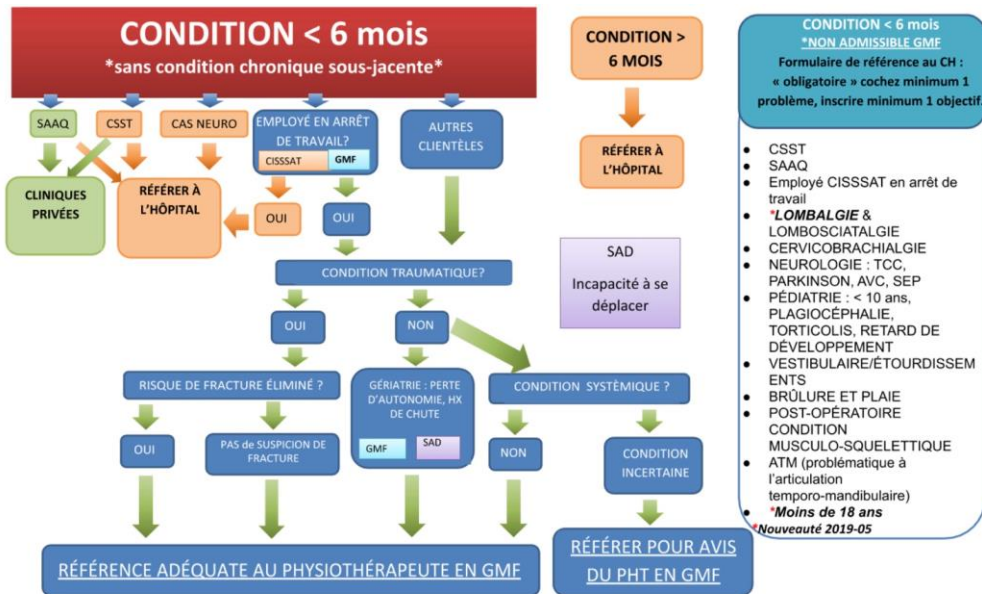 CONDITION < 6 mois
*sans condition chronique sous-jacente*
SAAQ
CSST
CAS NEURO
EMPLOYÉ EN ARRÊT
DE TRAVAIL?
CISSSAT
GMF
AUTRES
CLIENTÈLES
CLINIQUES
PRIVÉES
RÉFÉRER À
L'HÔPITAL
OUI
OUI
CONDITION TRAUMATIQUE?
OUI
NON
RISQUE DE FRACTURE ÉLIMINÉ ?
GÉRIATRIE : PERTE
D'AUTONOMIE, HX
DE CHUTE
GMF
SAD
CONDITION SYSTÈMIQUE ?
OUI
PAS de SUSPICION DE
FRACTURE
NON
CONDITION
INCERTAINE
RÉFÉRENCE ADÉQUATE AU PHYSIOTHÉRAPEUTE EN GMF
RÉFÉRER POUR AVIS
DU PHT EN GMF
CONDITION >
6 MOIS
RÉFÉRER À
L'HÔPITAL
SAD
Incapacité à se
déplacer
CONDITION < 6 mois
*NON ADMISSIBLE GMF
Formulaire de référence au CH :
« obligatoire » cochez minimum 1
problème, inscrire minimum 1 objectif.
• CSST
• SAAQ
• Employé CISSSAT en arrêt de
travail
• *LOMBALGIE &
LOMBOSCIATALGIE
• CERVICOBRACHIALGIE
• NEUROLOGIE : TCC,
PARKINSON, AVC, SEP
• PÉDIATRIE : < 10 ans,
PLAGIOCÉPHALIE,
TORTICOLIS, RETARD DE
DÉVELOPPEMENT
• VESTIBULAIRE/ÉTOURDISSEM
ENTS
• BRÛLURE ET PLAIE
• POST-OPÉRATOIRE
CONDITION
MUSCULO-SQUELETTIQUE
• ATM (problématique à
l'articulation
temporo-mandibulaire)
• *Moins de 18 ans
*Nouveauté 2019-05